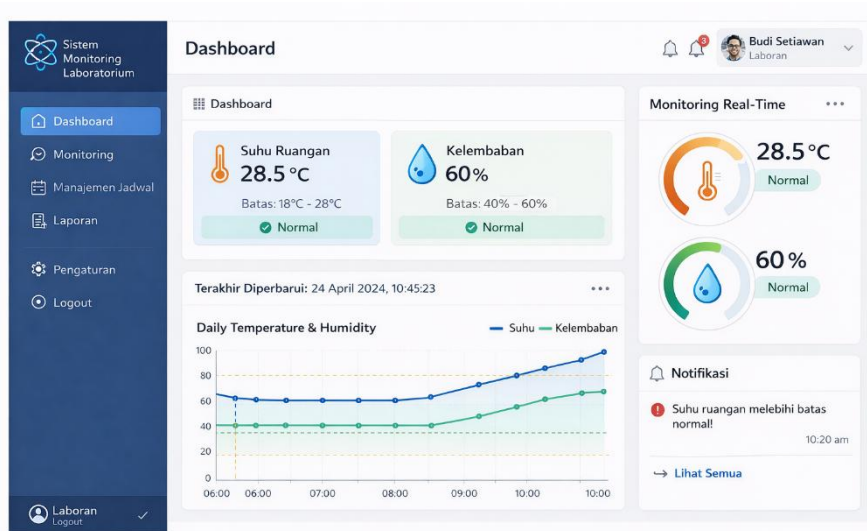 Sistem
Monitoring
Laboratorium
Dashboard
Monitoring
Manajemen Jadwal
Laporan
Pengaturan
Logout
Laboran
Logout
Dashboard
3
Budi Setiawan
Laboran
Dashboard
Suhu Ruangan
28.5 °C
Batas: 18°C - 28°C
Normal
Kelembaban
60%
Batas: 40% - 60%
Normal
Terakhir Diperbarui: 24 April 2024, 10:45:23
Daily Temperature & Humidity
Suhu
Kelembaban
100
80
60
40
20
0
06:00 06:00 07:00 08:00 09:00 10:00 10:00
Monitoring Real-Time
28.5 °C
Normal
60 %
Normal
Notifikasi
Suhu ruangan melebihi batas
normal!
10:20 am
Lihat Semua